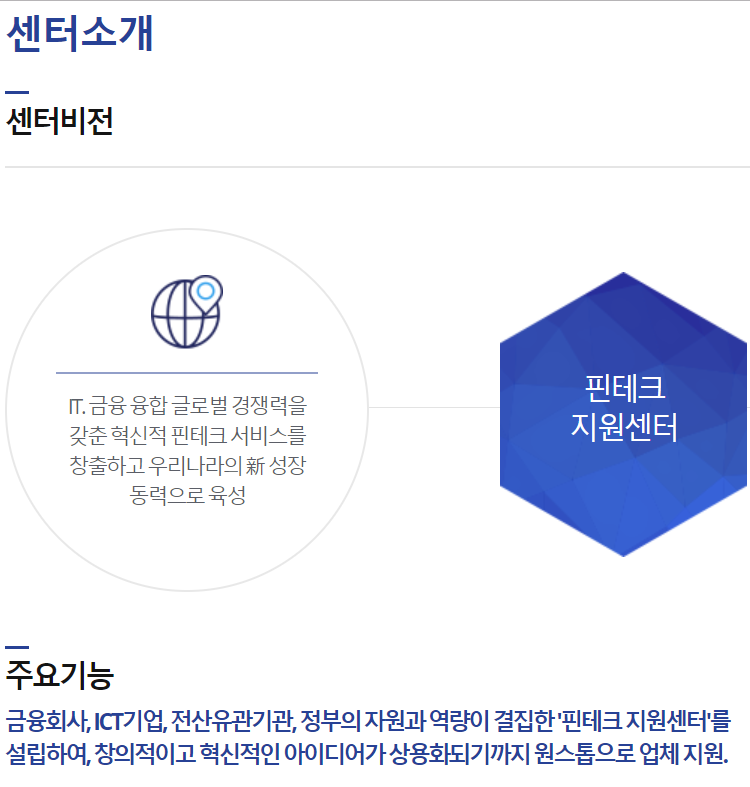 센터소개
센터비전
IT. 금융 융합 글로벌 경쟁력을
갖춘 혁신적 핀테크 서비스를
창출하고 우리나라의 新 성장
동력으로 육성
핀테크
지원센터
주요기능
금융회사, ICT기업, 전산유관기관, 정부의 자원과 역량이 결집한 '핀테크 지원센터'를
설립하여, 창의적이고 혁신적인 아이디어가 상용화되기까지 원스톱으로 업체 지원.